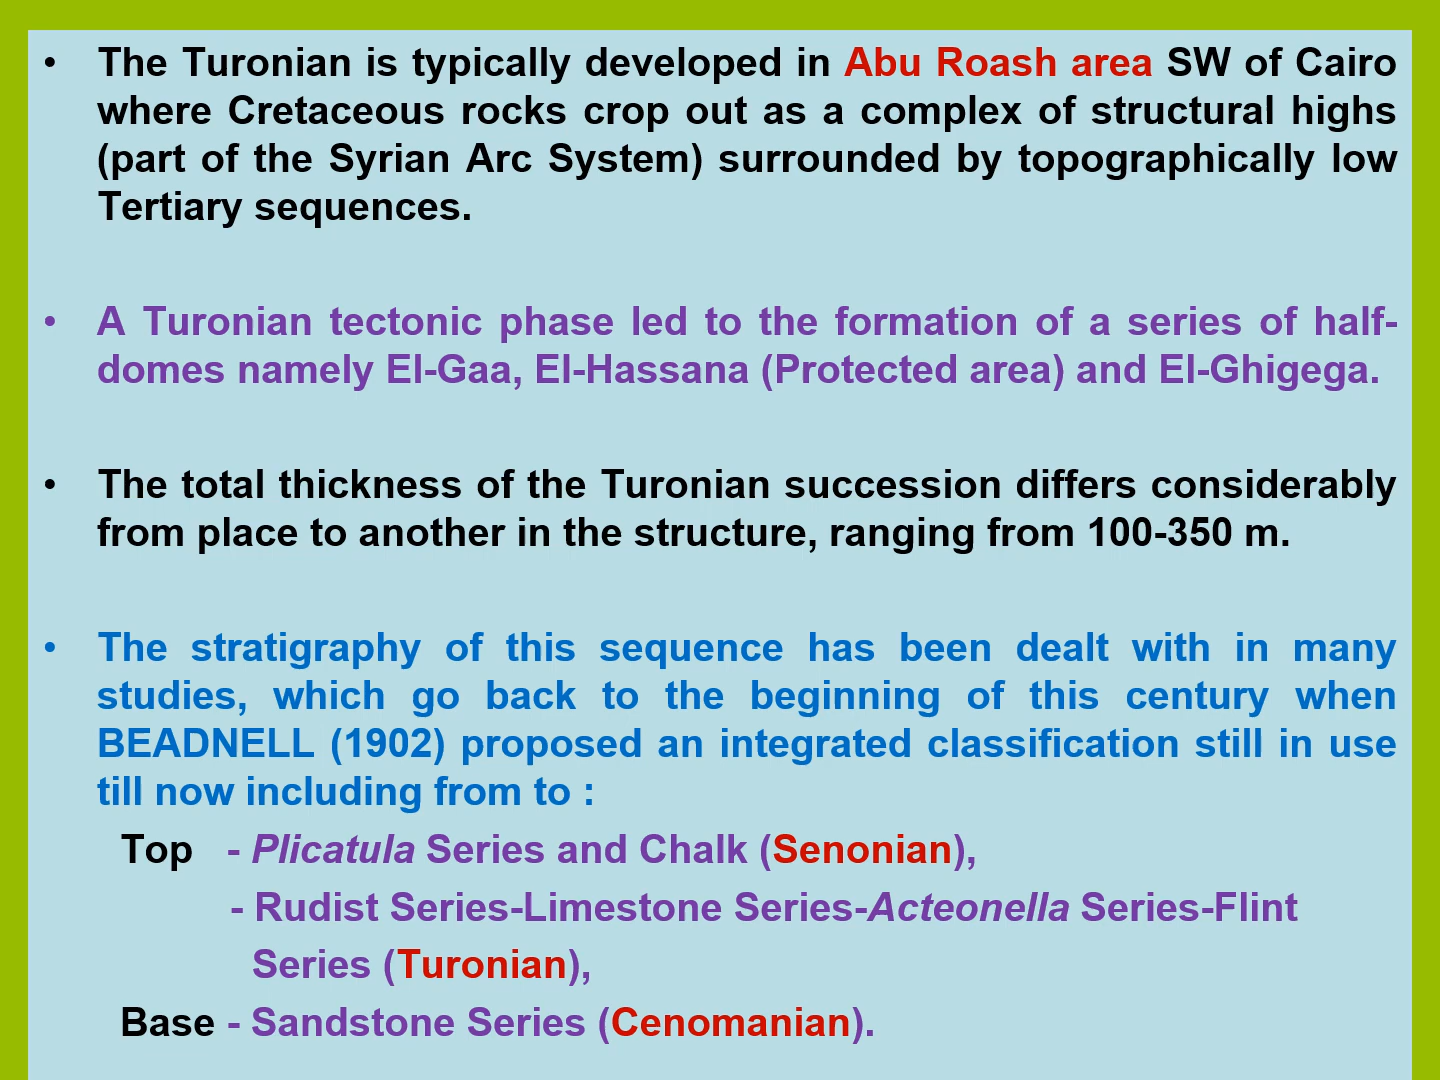 • The Turonian is typically developed in Abu Roash area SW of Cairo
where Cretaceous rocks crop out as a complex of structural highs
(part of the Syrian Arc System) surrounded by topographically low
Tertiary sequences.
• A Turonian tectonic phase led to the formation of a series of half-
domes namely El-Gaa, El-Hassana (Protected area) and El-Ghigega.
• The total thickness of the Turonian succession differs considerably
from place to another in the structure, ranging from 100-350 m.
• The stratigraphy of this sequence has been dealt with in many
studies, which go back to the beginning of this century when
BEADNELL (1902) proposed an integrated classification still in use
till now including from to :
Top - Plicatula Series and Chalk (Senonian),
- Rudist Series-Limestone Series-Acteonella Series-Flint
Series (Turonian),
Base - Sandstone Series (Cenomanian).